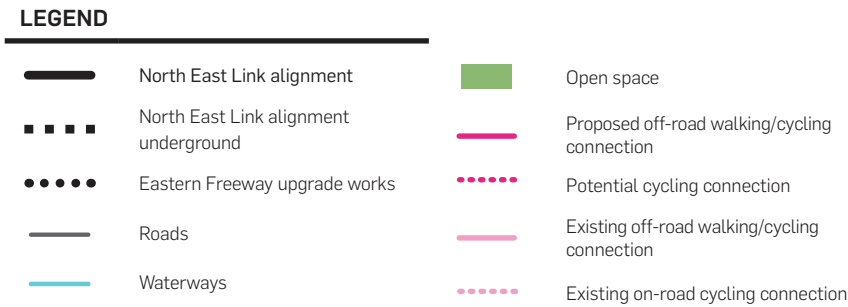 LEGEND
North East Link alignment
North East Link alignment
underground
Eastern Freeway upgrade works
Roads
Waterways
Open space
Proposed off-road walking/cycling
connection
Potential cycling connection
Existing off-road walking/cycling
connection
Existing on-road cycling connection